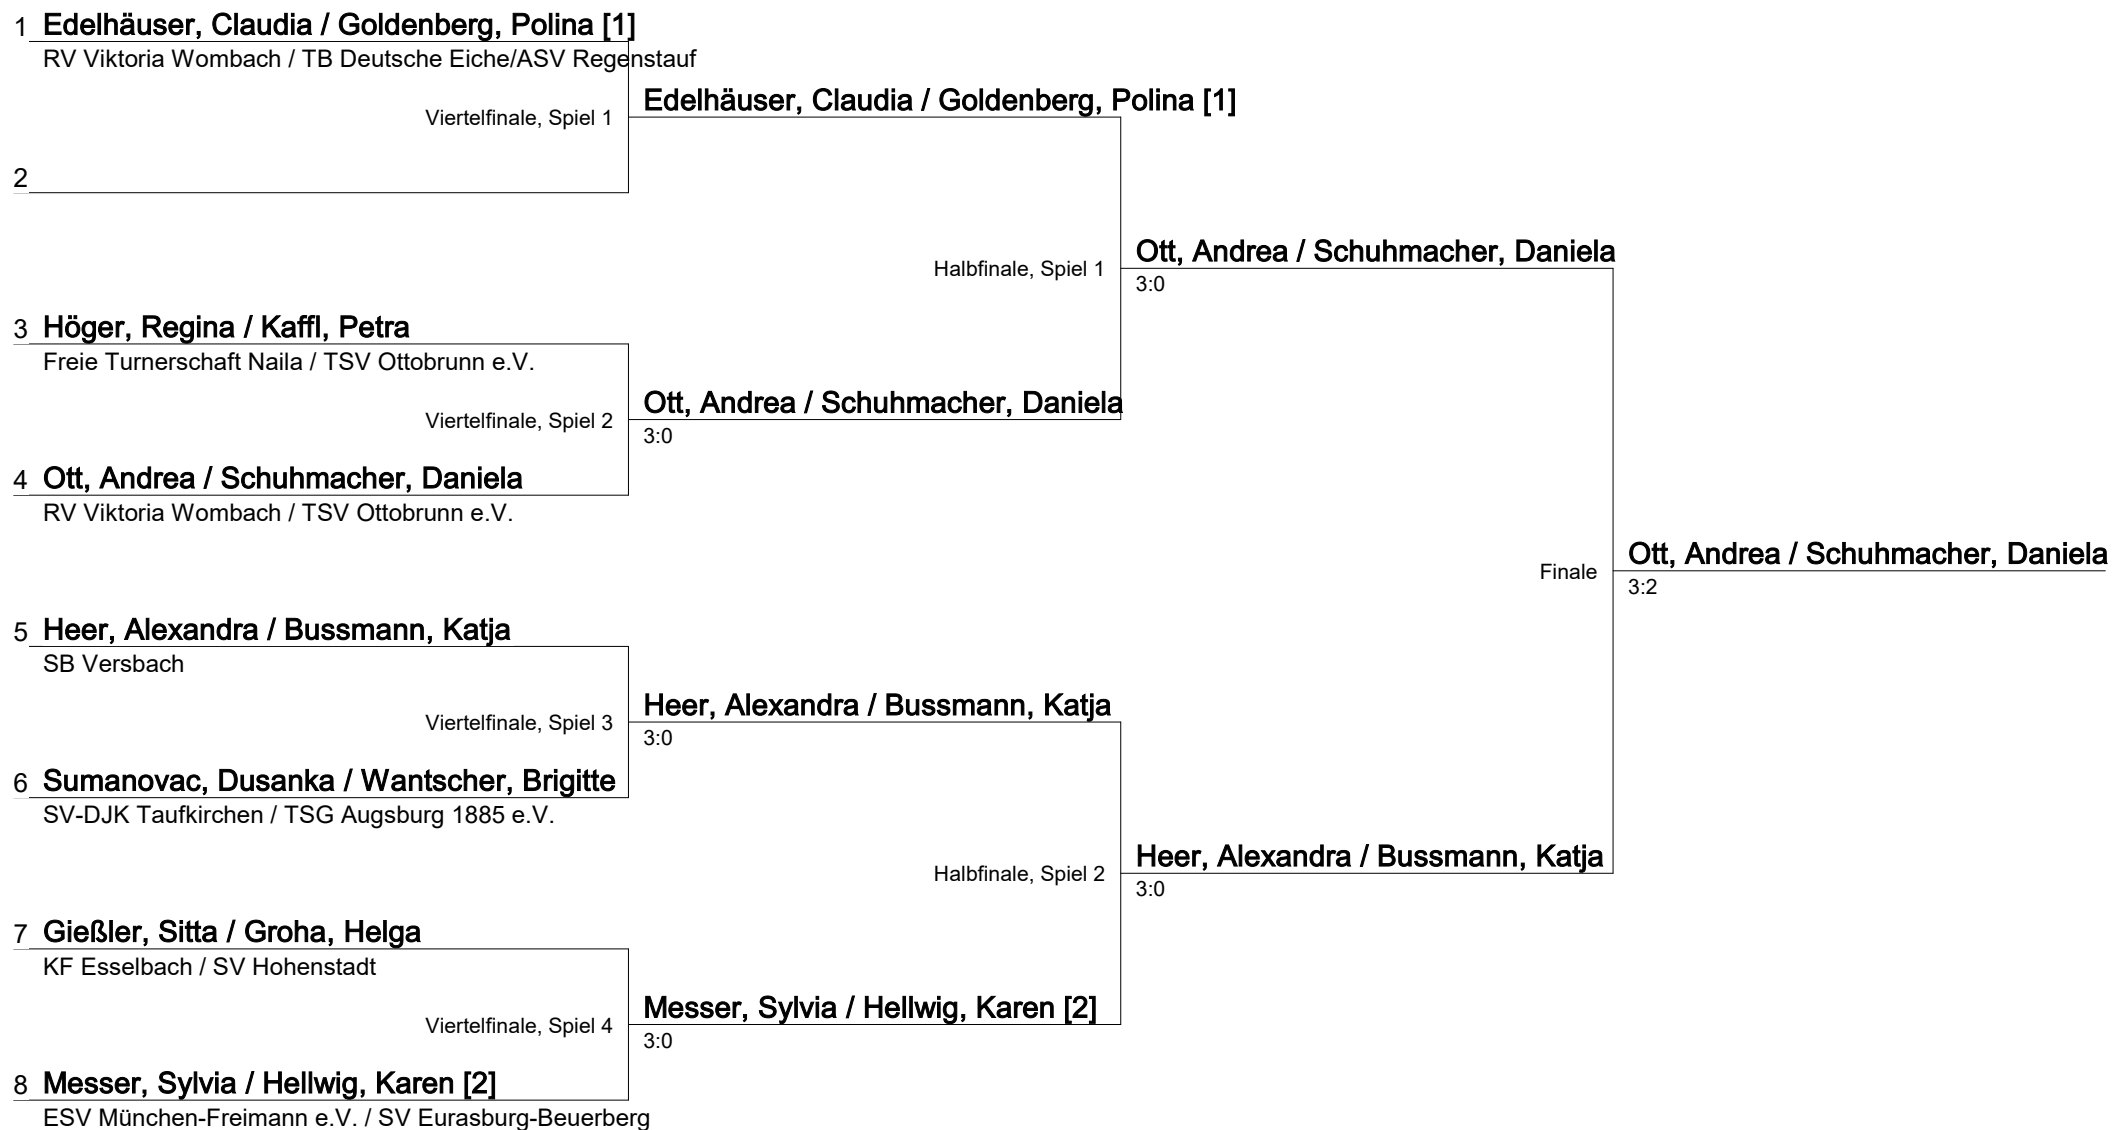 1 Edelhäuser, Claudia / Goldenberg, Polina [1]
RV Viktoria Wombach / TB Deutsche Eiche/ASV Regenstauf
Viertelfinale, Spiel 1
Edelhäuser, Claudia / Goldenberg, Polina [1]
2
Halbfinale, Spiel 1
Ott, Andrea / Schuhmacher, Daniela
3:0
3 Höger, Regina / Kaffl, Petra
Freie Turnerschaft Naila / TSV Ottobrunn e.V.
Viertelfinale, Spiel 2
Ott, Andrea / Schuhmacher, Daniela
3:0
4 Ott, Andrea / Schuhmacher, Daniela
RV Viktoria Wombach / TSV Ottobrunn e.V.
Finale
Ott, Andrea / Schuhmacher, Daniela
3:2
5 Heer, Alexandra / Bussmann, Katja
SB Versbach
Viertelfinale, Spiel 3
Heer, Alexandra / Bussmann, Katja
3:0
6 Sumanovac, Dusanka / Wantscher, Brigitte
SV-DJK Taufkirchen / TSG Augsburg 1885 e.V.
Halbfinale, Spiel 2
Heer, Alexandra / Bussmann, Katja
3:0
7 Gießler, Sitta / Groha, Helga
KF Esselbach / SV Hohenstadt
Viertelfinale, Spiel 4
Messer, Sylvia / Hellwig, Karen [2]
3:0
8 Messer, Sylvia / Hellwig, Karen [2]
ESV München-Freimann e.V. / SV Eurasburg-Beuerberg